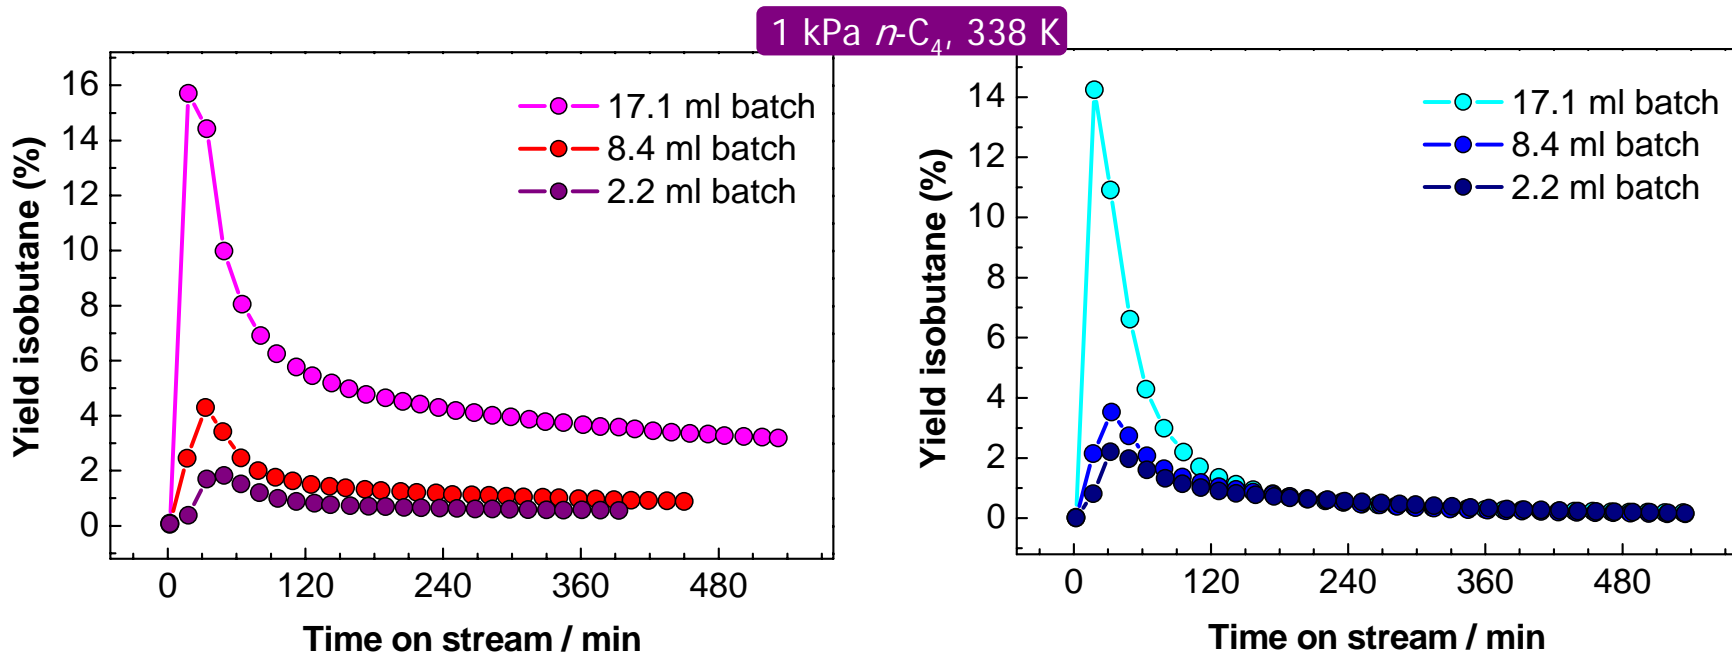 1 kPa n-C4, 338 K
Yield isobutane (%)
16
14
12
10
8
6
4
2
0
17.1 ml batch
8.4 ml batch
2.2 ml batch
0 120 240 360 480
Time on stream / min
Yield isobutane (%)
14
12
10
8
6
4
2
0
17.1 ml batch
8.4 ml batch
2.2 ml batch
0 120 240 360 480
Time on stream / min